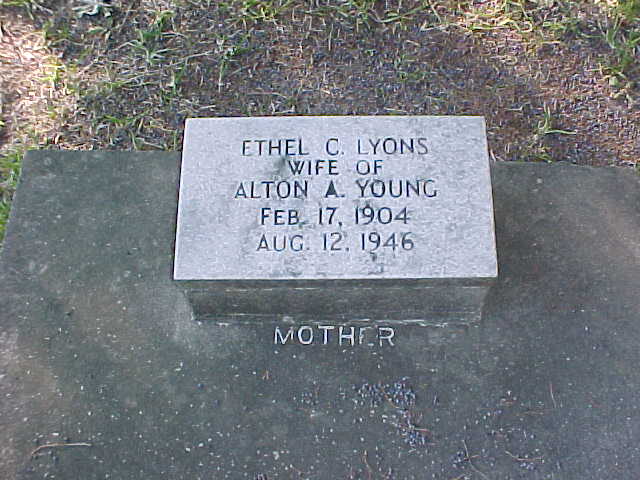 ETHEL C. LYONS
WIFE OF
ALTON A. YOUNG
FEB. 17, 1904
AUG. 12, 1946
MOTHER